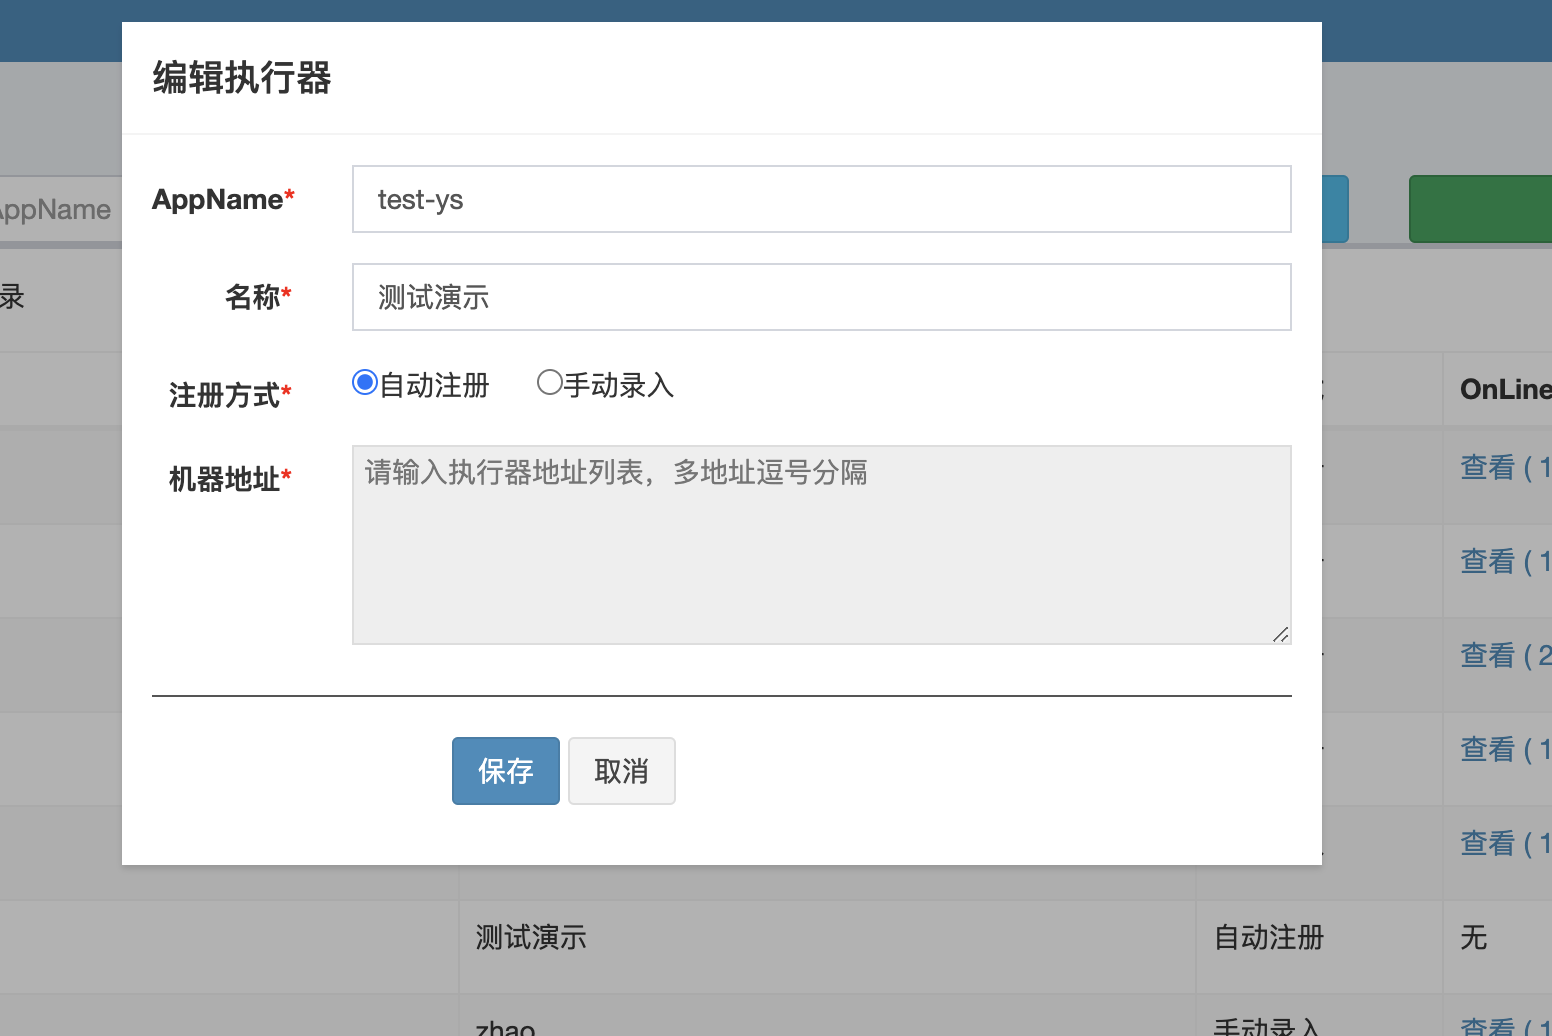 编辑执行器
AppName* test-ys
AppName
名称* 测试演示
录
注册方式* 自动注册 手动录入
OnLine
机器地址* 请输入执行器地址列表，多地址逗号分隔
查看 ( 1
查看 ( 1
查看 ( 2
查看 ( 1
保存 取消
查看 ( 1
测试演示 自动注册 无
zhao 手动录入 查看 ( 1